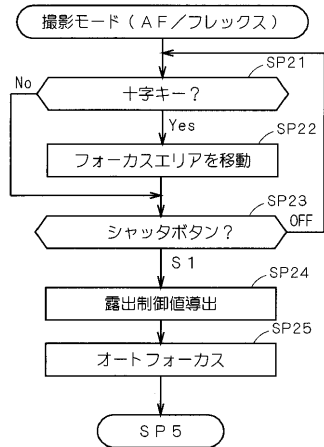 撮影モード(AF/フレックス)
SP21
十字キー?
No
Yes
SP22
フォーカスエリアを移動
SP23
シャッタボタン?
OFF
S1
SP24
露出制御値導出
SP25
オートフォーカス
SP5